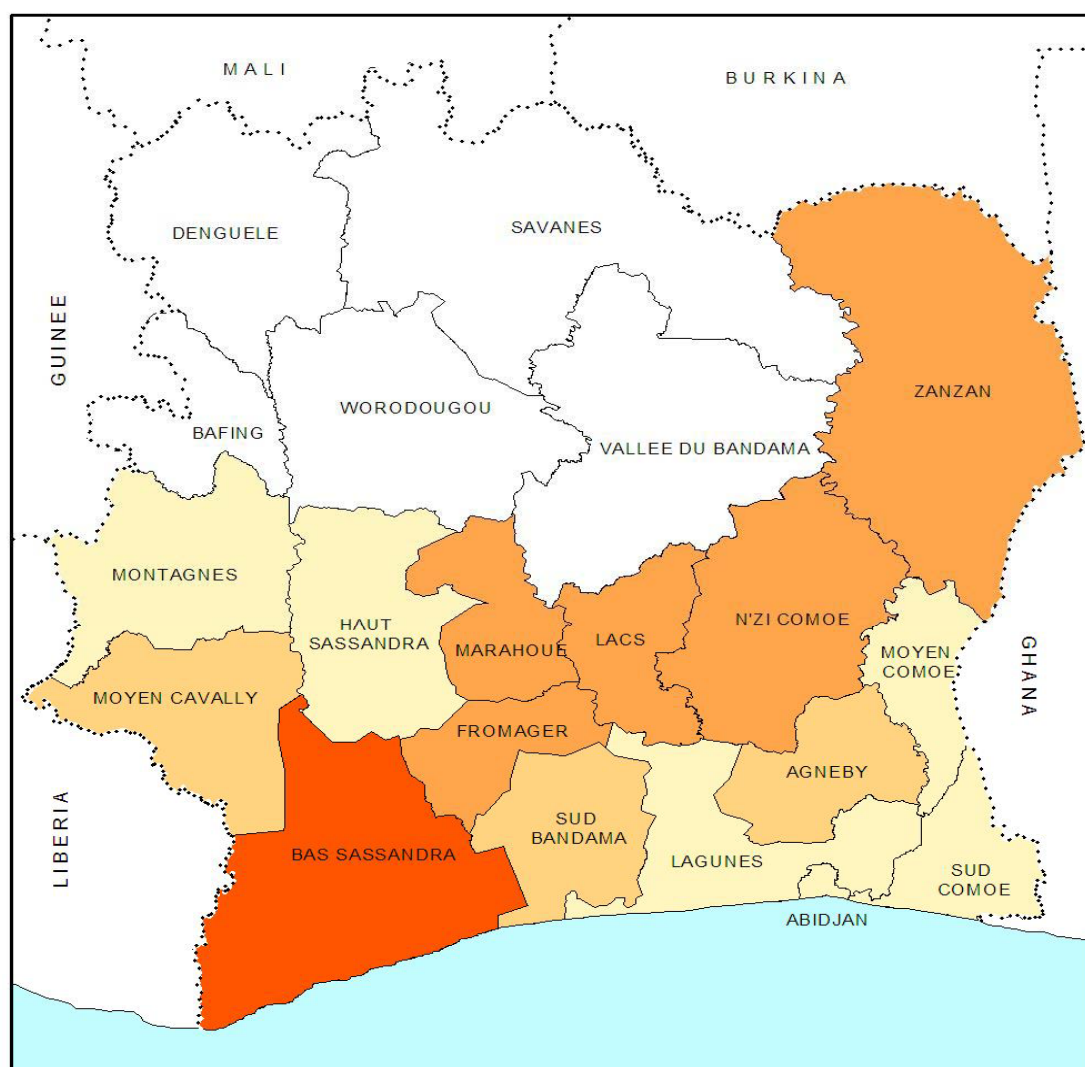 MALI
BURKINA
DENGUELE
SAVANES
GUINEE
ZANZAN
WORODOUGOU
BAFING
VALLEE DU BANDAMA
MONTAGNES
HAUT
SASSANDRA
MARAHOUE
LACS
N'ZI COMOE
MOYEN
COMOE
GHANA
MOYEN CAVALLY
FROMAGER
AGNEBY
LIBERIA
SUD
BANDAMA
BAS SASSANDRA
LAGUNES
SUD
COMOE
ABIDJAN